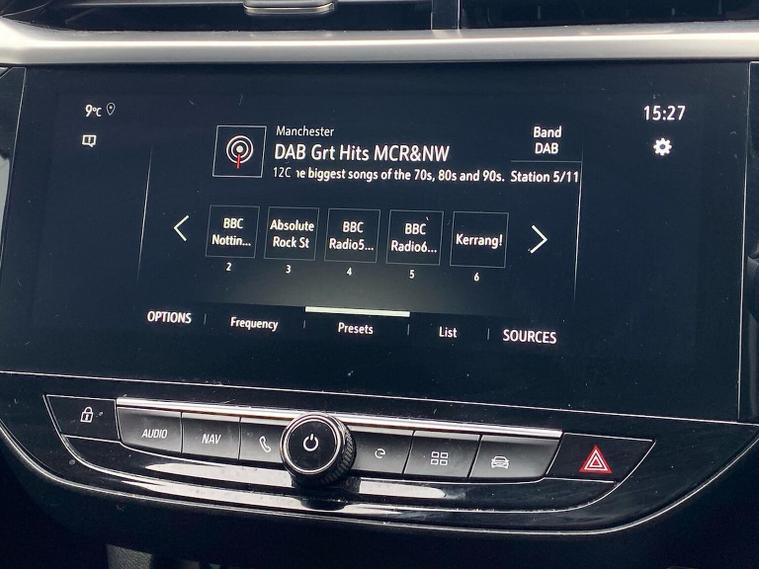 9°C
15:27
Manchester
DAB Grt Hits MCR&NW
12C he biggest songs of the 70s, 80s and 90s.
Band
DAB
Station 5/11
BBC
Nottin...
2
Absolute
Rock St
3
BBC
Radio5...
4
BBC
Radio6...
5
Kerrang!
6
OPTIONS
Frequency
Presets
List
SOURCES
AUDIO
NAV